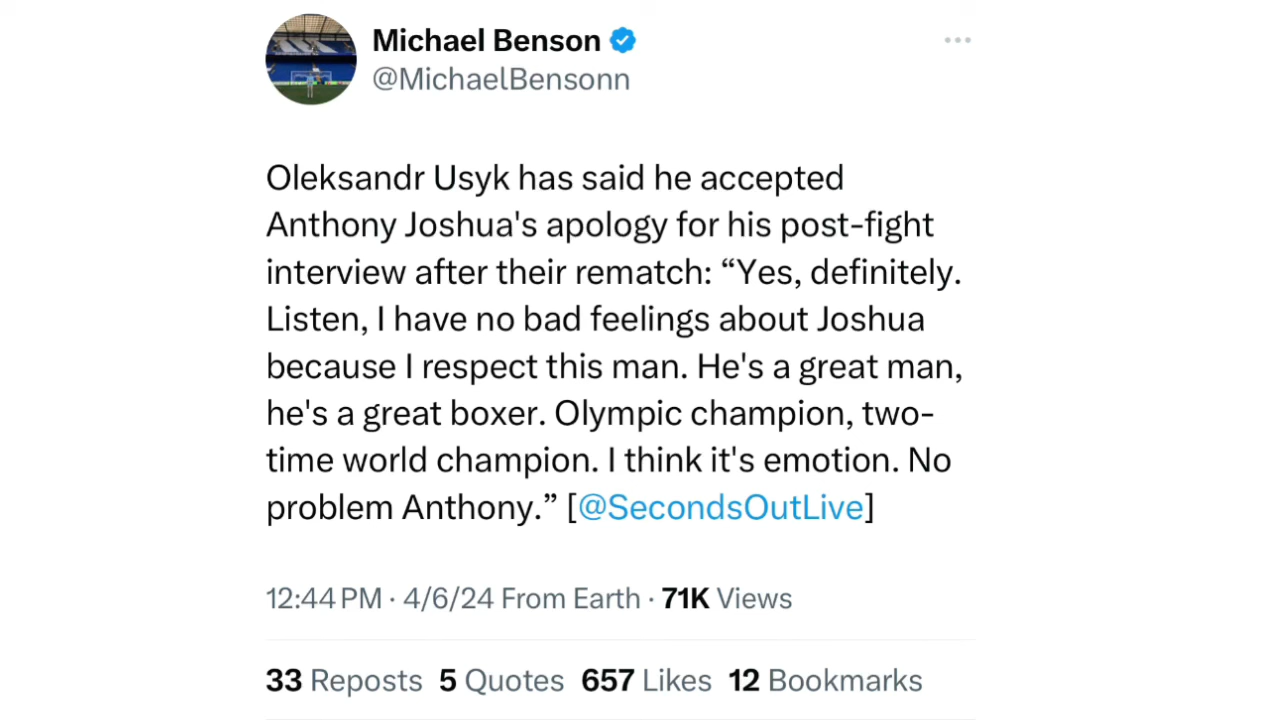 Michael Benson
@MichaelBensonn
Oleksandr Usyk has said he accepted
Anthony Joshua's apology for his post-fight
interview after their rematch: “Yes, definitely.
Listen, I have no bad feelings about Joshua
because I respect this man. He's a great man,
he's a great boxer. Olympic champion, two-
time world champion. I think it's emotion. No
problem Anthony.” [@SecondsOutLive]
12:44 PM · 4/6/24 From Earth · 71K Views
33 Reposts 5 Quotes 657 Likes 12 Bookmarks